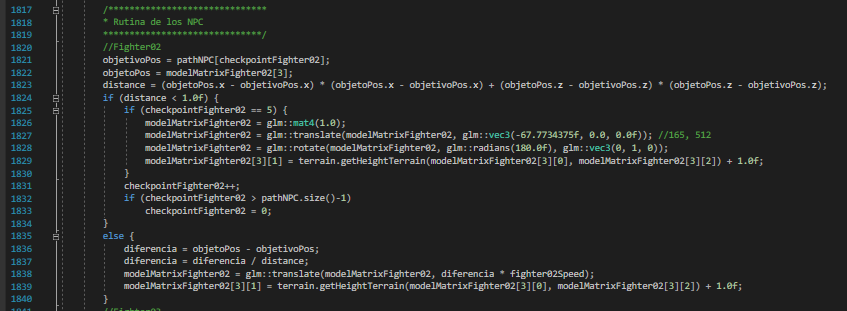 1817 /******************************
1818 * Rutina de los NPC
1819 ******************************/
1820 //Fighter02
1821 objetivoPos = pathNPC[checkpointFighter02];
1822 objetoPos = modelMatrixFighter02[3];
1823 distance = (objetoPos.x - objetivoPos.x) * (objetoPos.x - objetivoPos.x) + (objetoPos.z - objetivoPos.z) * (objetoPos.z - objetivoPos.z);
1824 if (distance < 1.0f) {
1825 if (checkpointFighter02 == 5) {
1826 modelMatrixFighter02 = glm::mat4(1.0);
1827 modelMatrixFighter02 = glm::translate(modelMatrixFighter02, glm::vec3(-67.7734375f, 0.0, 0.0f)); //165, 512
1828 modelMatrixFighter02 = glm::rotate(modelMatrixFighter02, glm::radians(180.0f), glm::vec3(0, 1, 0));
1829 modelMatrixFighter02[3][1] = terrain.getHeightTerrain(modelMatrixFighter02[3][0], modelMatrixFighter02[3][2]) + 1.0f;
1830 }
1831 checkpointFighter02++;
1832 if (checkpointFighter02 > pathNPC.size()-1)
1833 checkpointFighter02 = 0;
1834 }
1835 else {
1836 diferencia = objetoPos - objetivoPos;
1837 diferencia = diferencia / distance;
1838 modelMatrixFighter02 = glm::translate(modelMatrixFighter02, diferencia * fighter02Speed);
1839 modelMatrixFighter02[3][1] = terrain.getHeightTerrain(modelMatrixFighter02[3][0], modelMatrixFighter02[3][2]) + 1.0f;
1840 }